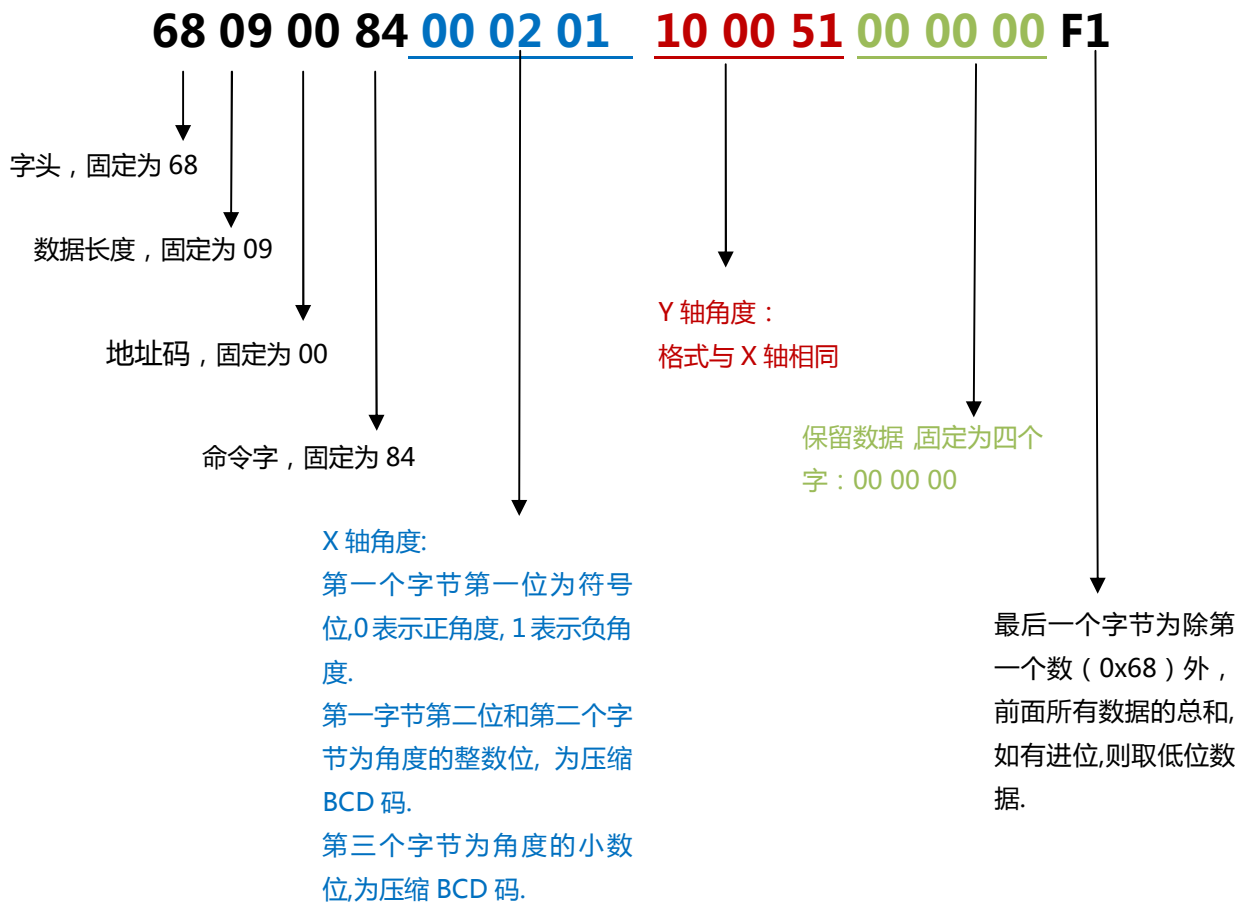 68 09 00 84 00 02 01 10 00 51 00 00 00 F1
字头，固定为 68
数据长度，固定为 09
地址码，固定为 00
命令字，固定为 84
X 轴角度:
第一个字节第一位为符号
位,0 表示正角度, 1 表示负角
度.
第一字节第二位和第二个字
节为角度的整数位, 为压缩
BCD 码.
第三个字节为角度的小数
位,为压缩 BCD 码.
Y 轴角度：
格式与 X 轴相同
保留数据 ,固定为四个
字：00 00 00
最后一个字节为除第
一个数（0x68）外，
前面所有数据的总和,
如有进位,则取低位数
据.